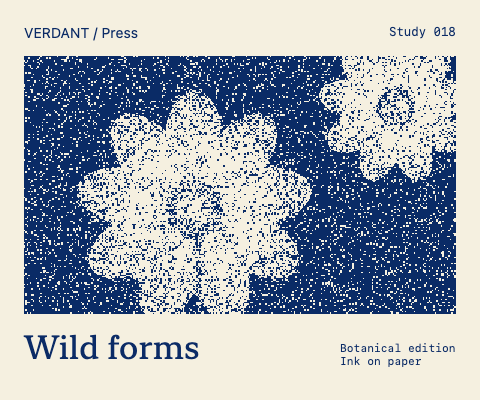 VERDANT / Press
Study 018
Wild forms
Botanical edition
Ink on paper